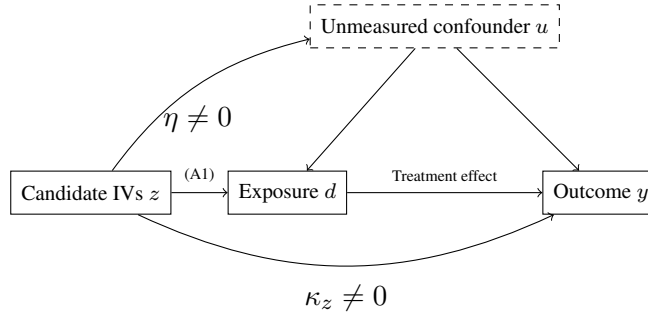 Unmeasured confounder u
η ≠ 0
Candidate IVs z
(A1)
Exposure d
Treatment effect
Outcome y
κ_z ≠ 0